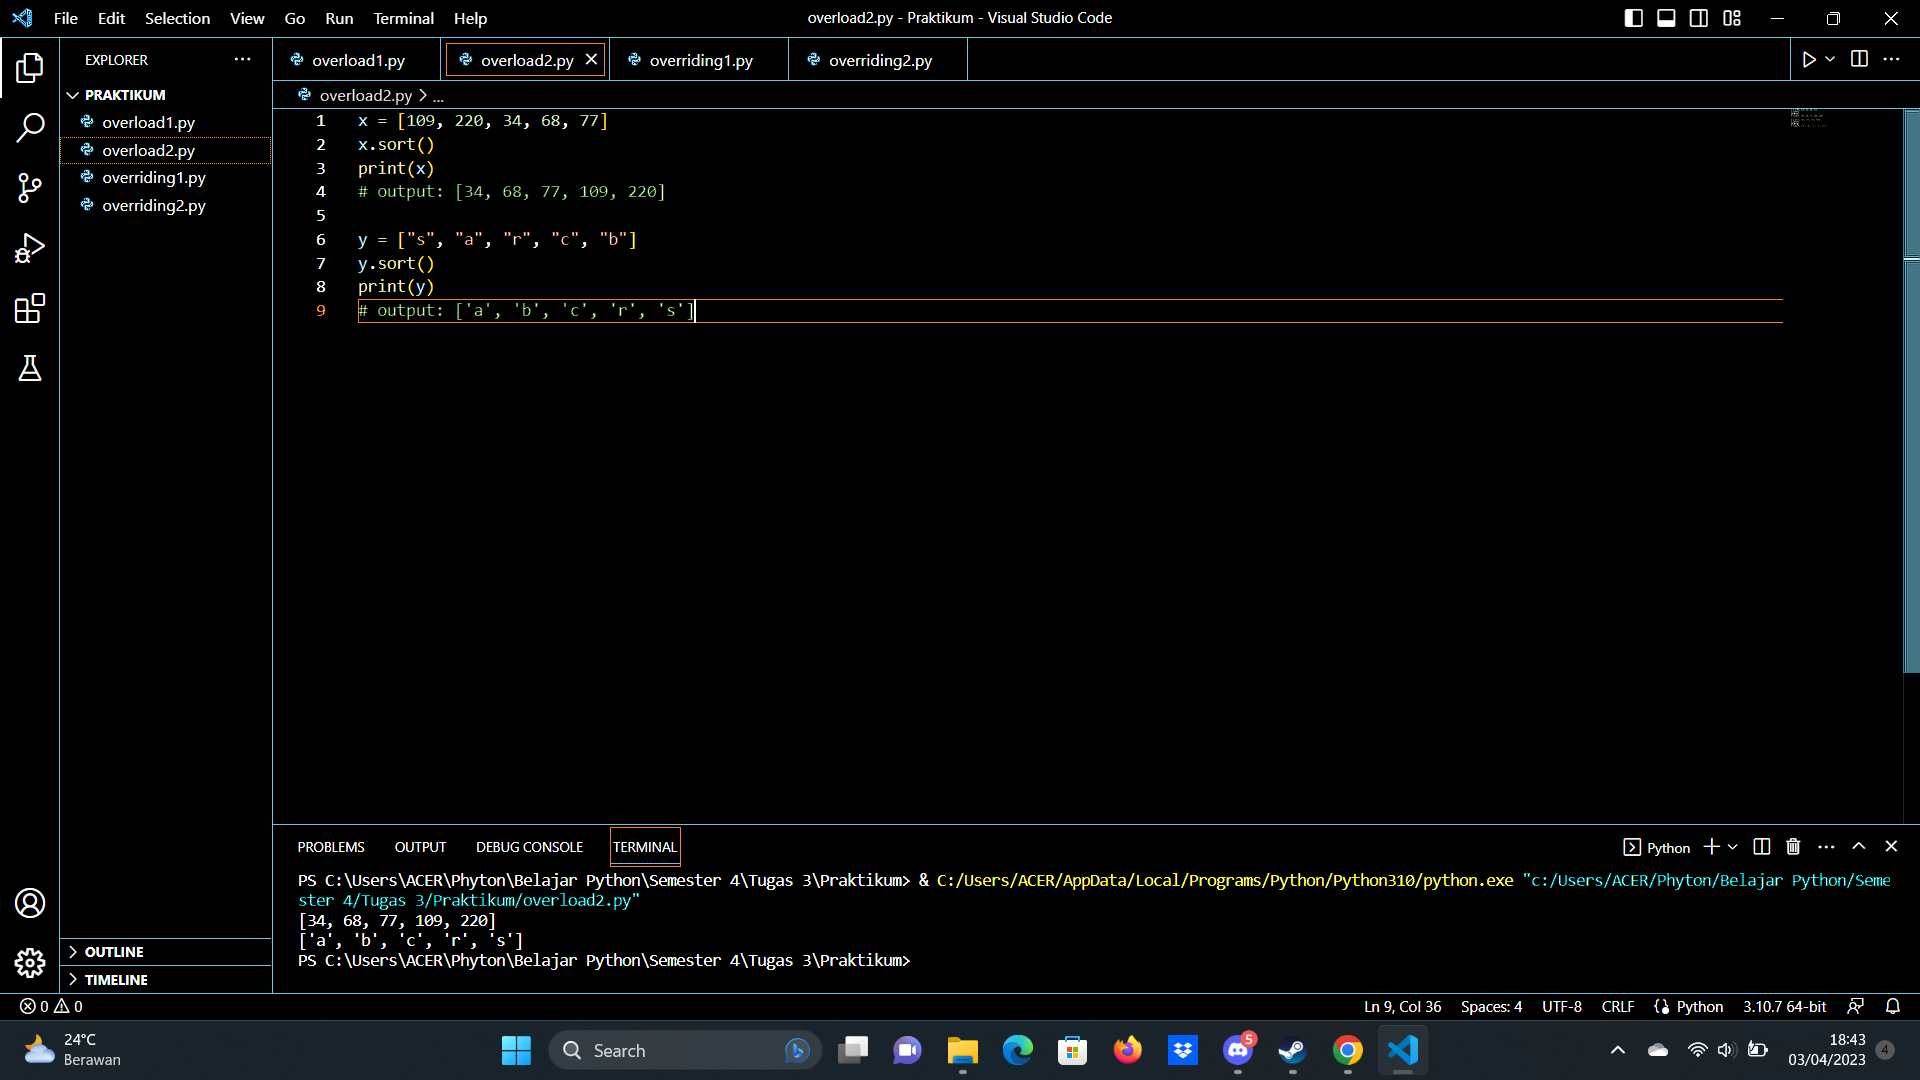 File Edit Selection View Go Run Terminal Help
overload2.py - Praktikum - Visual Studio Code
EXPLORER
PRAKTIKUM
overload1.py
overload2.py
overriding1.py
overriding2.py
OUTLINE
TIMELINE
overload1.py overload2.py overriding1.py overriding2.py
overload2.py > ...
1 x = [109, 220, 34, 68, 77]
2 x.sort()
3 print(x)
4 # output: [34, 68, 77, 109, 220]
5
6 y = ["s", "a", "r", "c", "b"]
7 y.sort()
8 print(y)
9 # output: ['a', 'b', 'c', 'r', 's']
PROBLEMS OUTPUT DEBUG CONSOLE TERMINAL
Python
PS C:\Users\ACER\Phyton\Belajar Python\Semester 4\Tugas 3\Praktikum> & C:/Users/ACER/AppData/Local/Programs/Python/Python310/python.exe "c:/Users/ACER/Phyton/Belajar Python/Seme
ster 4/Tugas 3/Praktikum/overload2.py"
[34, 68, 77, 109, 220]
['a', 'b', 'c', 'r', 's']
PS C:\Users\ACER\Phyton\Belajar Python\Semester 4\Tugas 3\Praktikum>
0 0
Ln 9, Col 36 Spaces: 4 UTF-8 CRLF Python 3.10.7 64-bit
24°C
Berawan
Search
5
18:43
03/04/2023
4